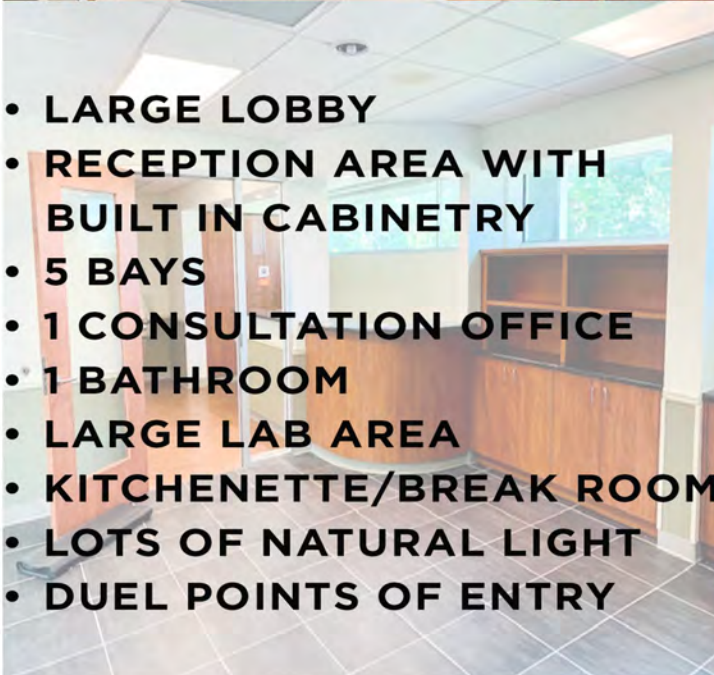 • LARGE LOBBY
• RECEPTION AREA WITH
BUILT IN CABINETRY
• 5 BAYS
• 1 CONSULTATION OFFICE
• 1 BATHROOM
• LARGE LAB AREA
• KITCHENETTE/BREAK ROOM
• LOTS OF NATURAL LIGHT
• DUEL POINTS OF ENTRY